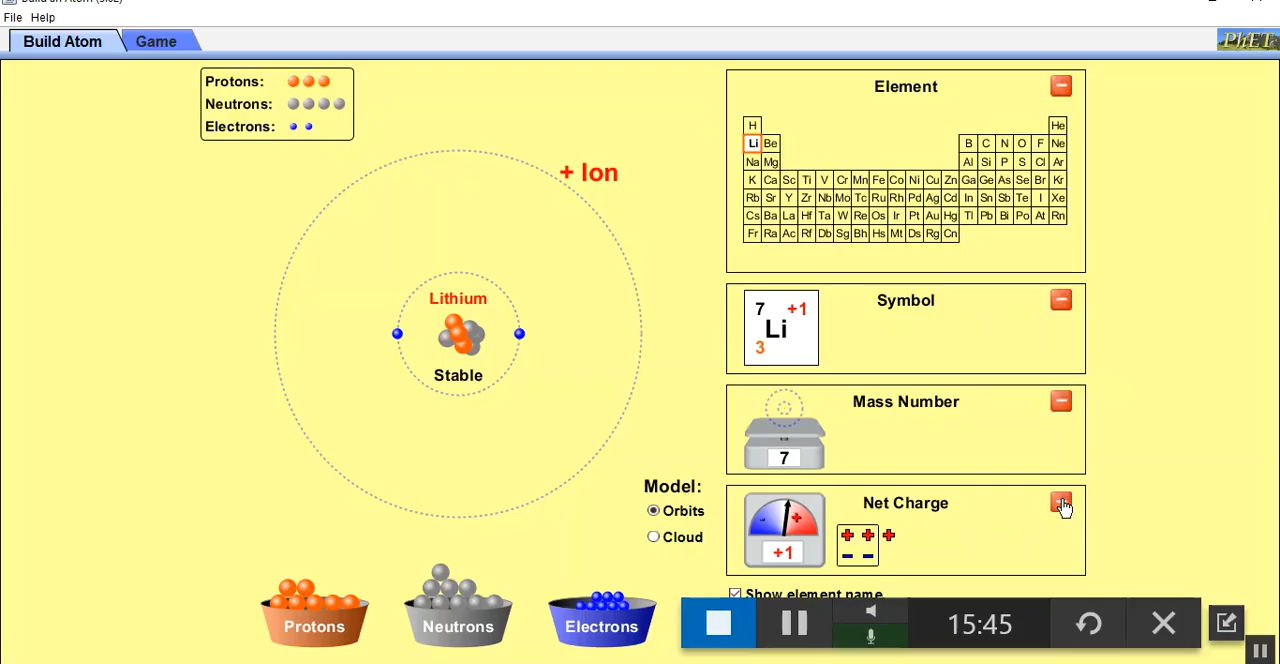 File Help
Build Atom Game PhET
Protons:
Neutrons:
Electrons:
+ Ion
Lithium
Stable
Model:
Orbits
Cloud
Protons
Neutrons
Electrons
Element
H He
Li Be B C N O F Ne
Na Mg Al Si P S Cl Ar
K Ca Sc Ti V Cr Mn Fe Co Ni Cu Zn Ga Ge As Se Br Kr
Rb Sr Y Zr Nb Mo Tc Ru Rh Pd Ag Cd In Sn Sb Te I Xe
Cs Ba La Hf Ta W Re Os Ir Pt Au Hg Tl Pb Bi Po At Rn
Fr Ra Ac Rf Db Sg Bh Hs Mt Ds Rg Cn
Symbol
7 +1
Li
3
Mass Number
7
Net Charge
- +
+1
Show element name
15:45